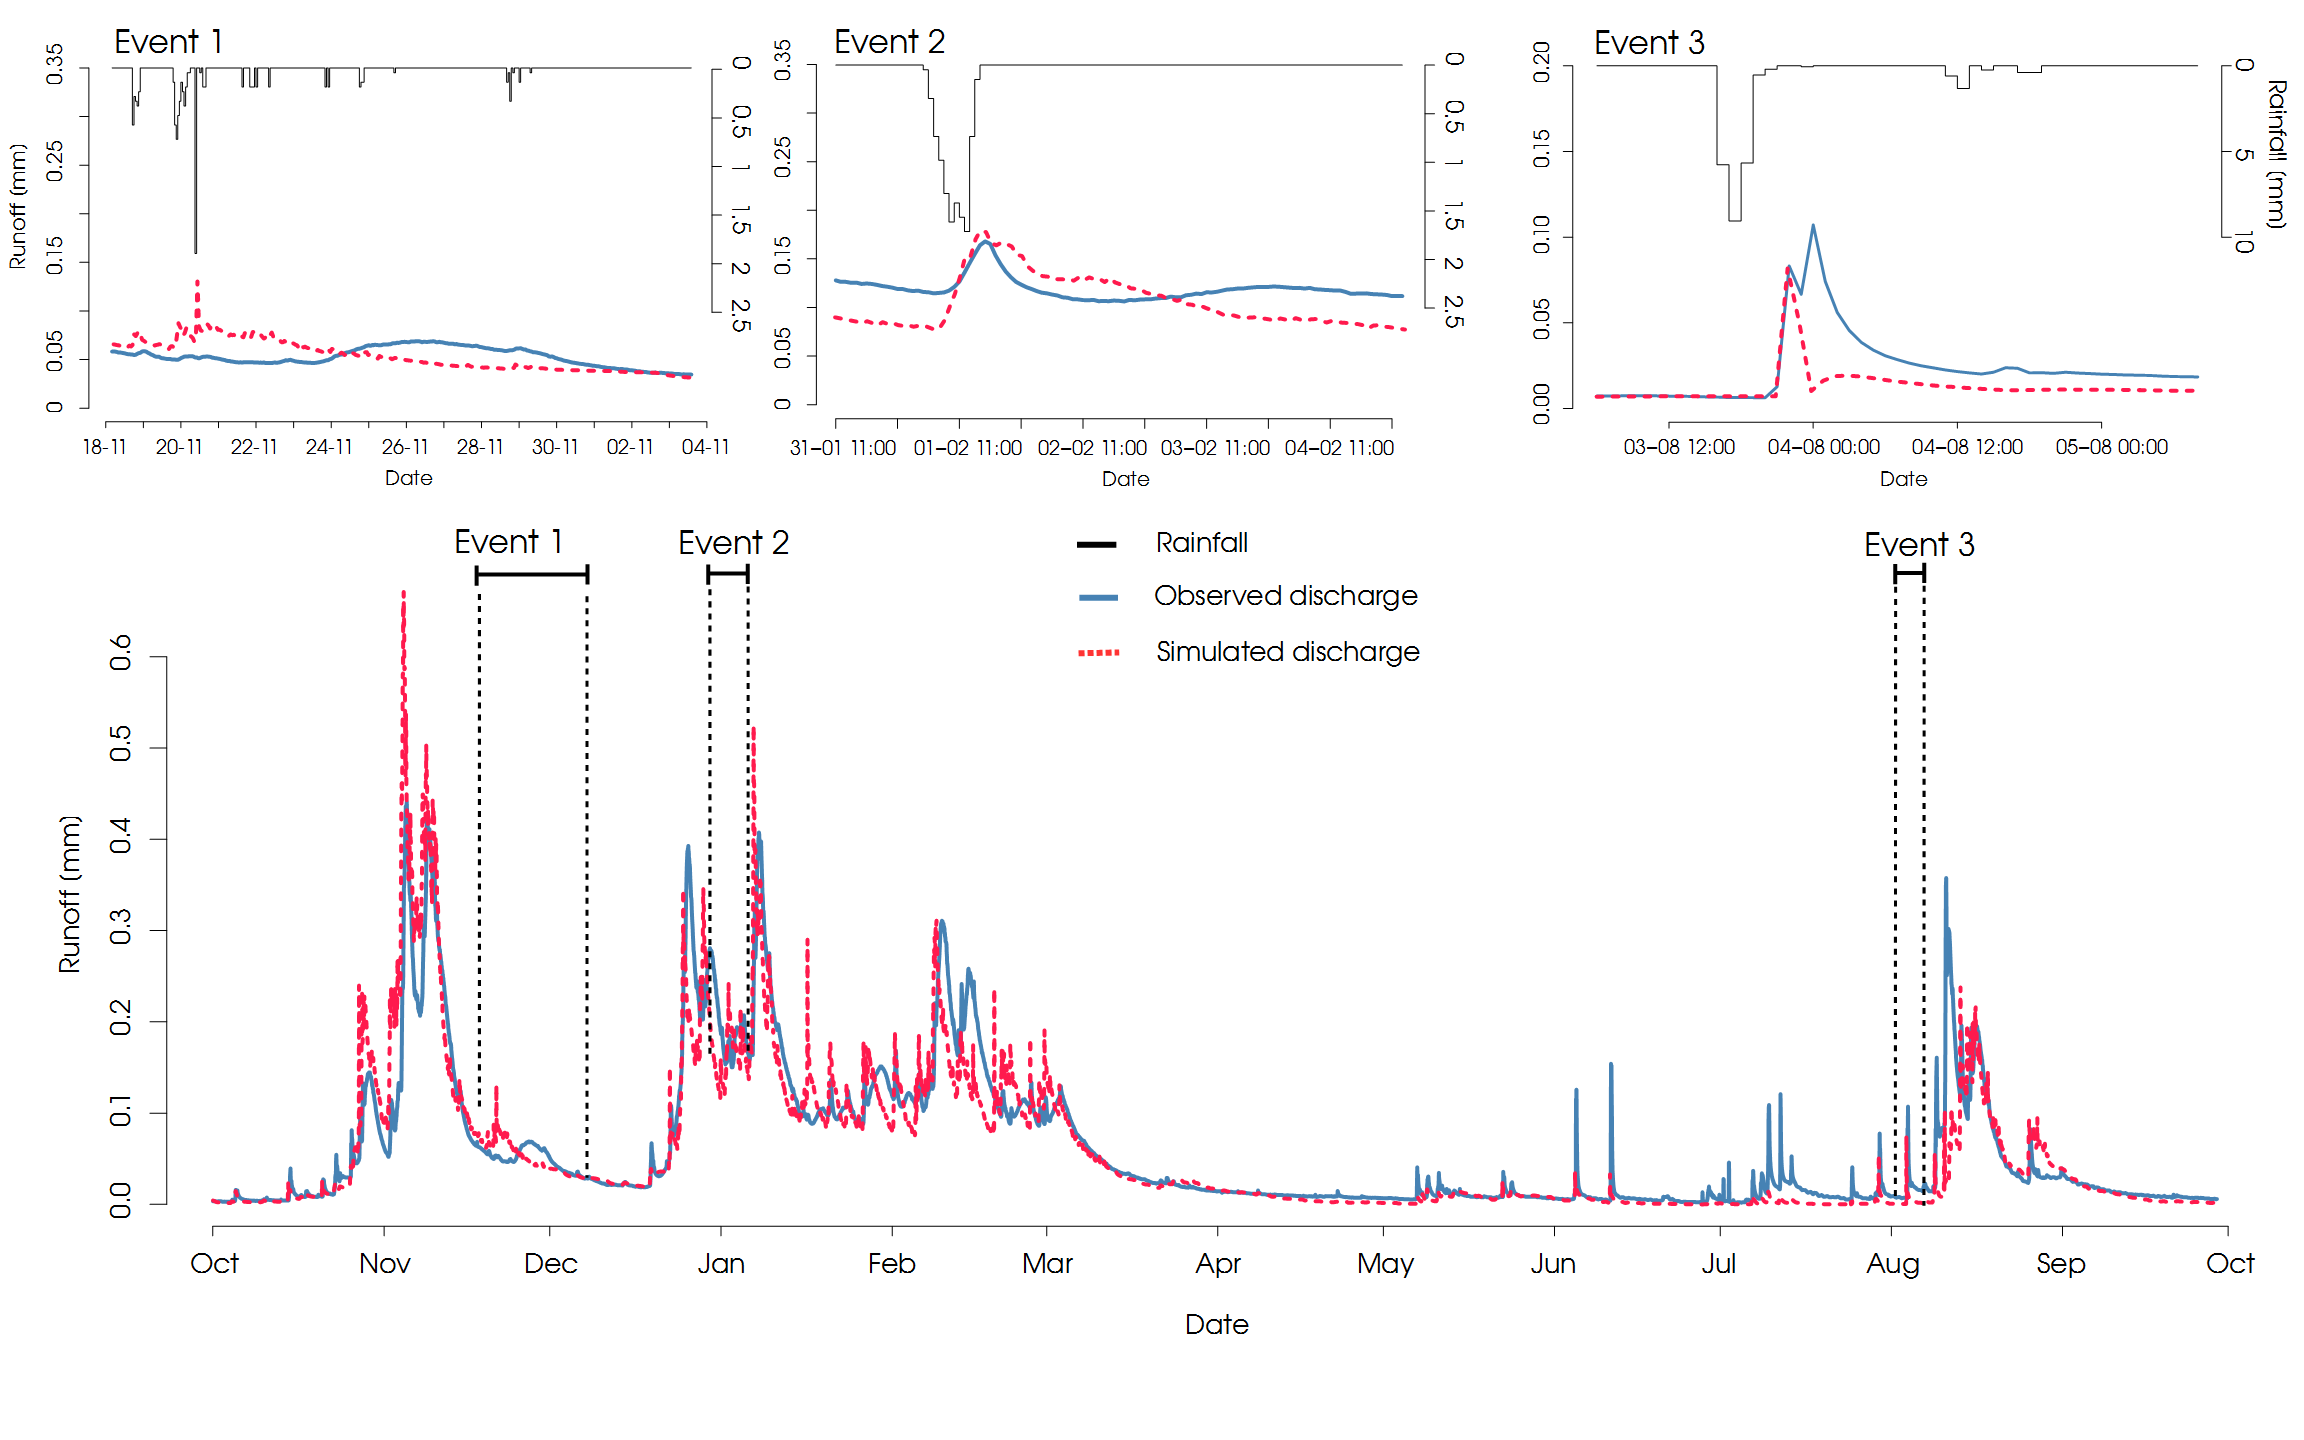 Event 1
Runoff (mm)
0.35
0.25
0.15
0.05
0
0
0.5
1
1.5
2
2.5
18-11
20-11
22-11
24-11
26-11
28-11
30-11
02-11
04-11
Date
Event 2
0.35
0.25
0.15
0.05
0
0
0.5
1
1.5
2
2.5
31-01 11:00
01-02 11:00
02-02 11:00
03-02 11:00
04-02 11:00
Date
Event 3
0.20
0.15
0.10
0.05
0.00
0
5
10
Rainfall (mm)
03-08 12:00
04-08 00:00
04-08 12:00
05-08 00:00
Date
Event 1
Event 2
Event 3
Rainfall
Observed discharge
Simulated discharge
Runoff (mm)
0.6
0.5
0.4
0.3
0.2
0.1
0.0
Oct
Nov
Dec
Jan
Feb
Mar
Apr
May
Jun
Jul
Aug
Sep
Oct
Date